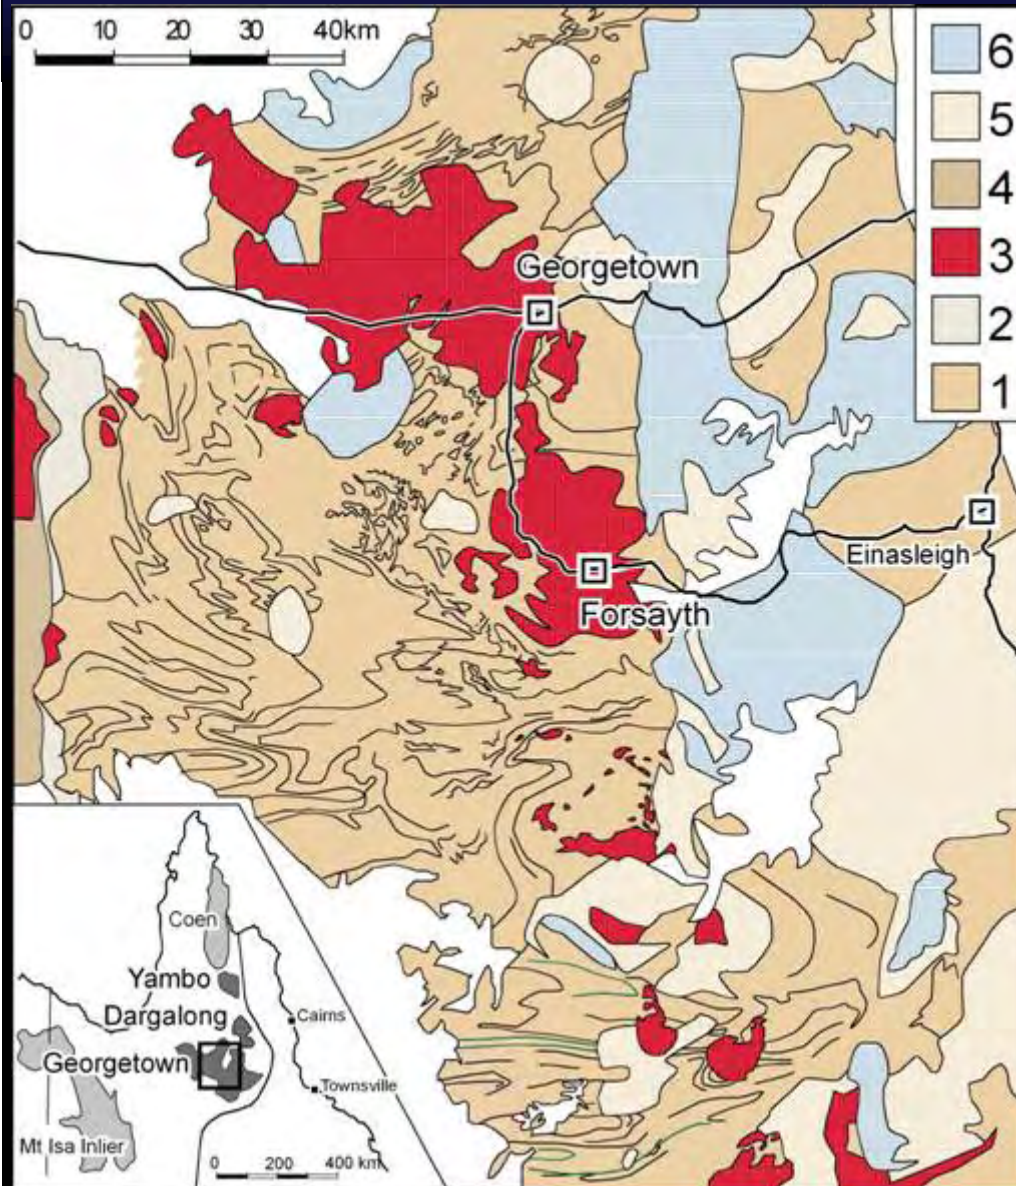 0 10 20 30 40km
6
5
4
3
2
1
Georgetown
Einasleigh
Forsayth
Coen
Yambo
Dargalong
Cairns
Georgetown
Townsville
Mt Isa Inlier
0 200 400 km